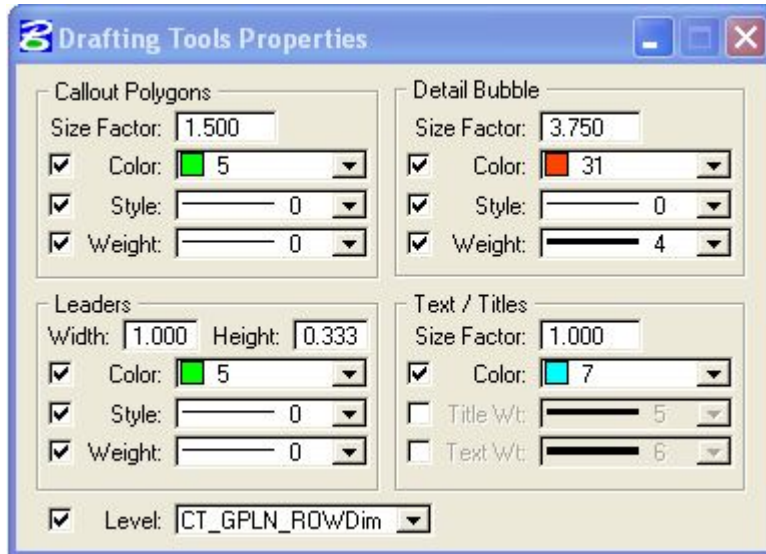 Drafting Tools Properties
Callout Polygons
Size Factor: 1.500
Color: 5
Style: 0
Weight: 0
Detail Bubble
Size Factor: 3.750
Color: 31
Style: 0
Weight: 4
Leaders
Width: 1.000 Height: 0.333
Color: 5
Style: 0
Weight: 0
Text / Titles
Size Factor: 1.000
Color: 7
Title Wt: 5
Text Wt: 6
Level: CT_GPLN_ROWDim